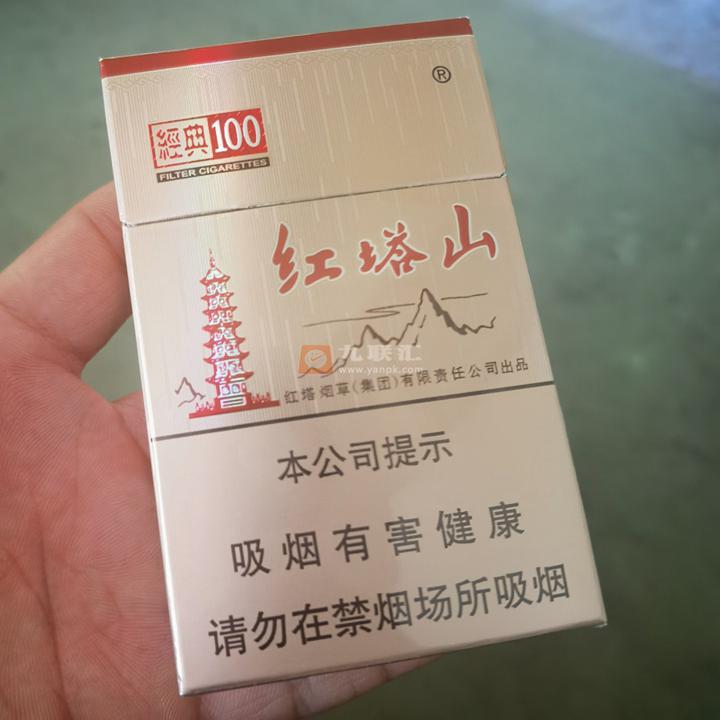 ®
經典100
FILTER CIGARETTES
红塔山
九联汇
www.yanpk.com
红塔烟草(集团)有限责任公司出品
本公司提示
吸烟有害健康
请勿在禁烟场所吸烟